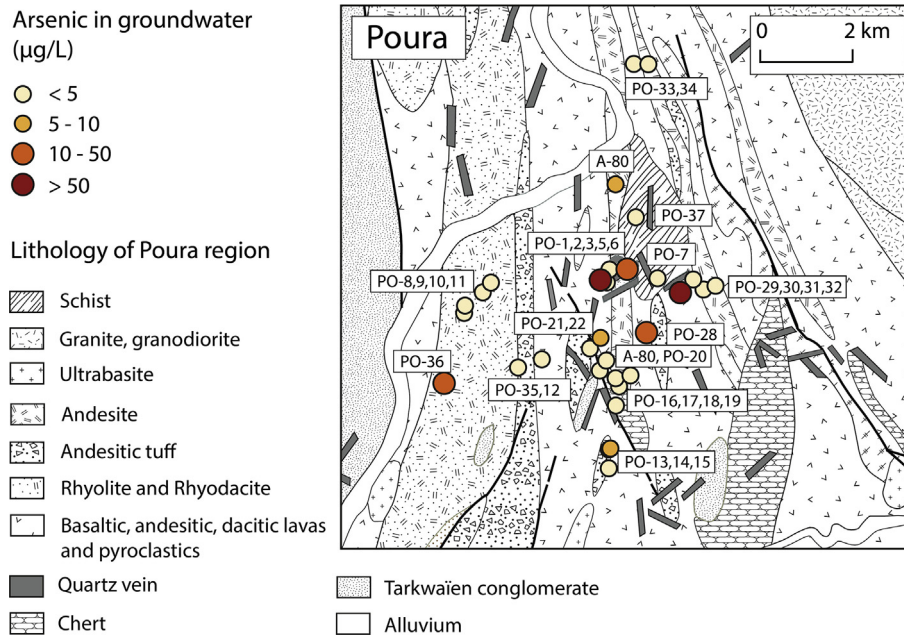 Arsenic in groundwater
(µg/L)
< 5
5 - 10
10 - 50
> 50
Lithology of Poura region
Schist
Granite, granodiorite
Ultrabasite
Andesite
Andesitic tuff
Rhyolite and Rhyodacite
Basaltic, andesitic, dacitic lavas
and pyroclastics
Quartz vein
Chert
Tarkwaïen conglomerate
Alluvium
Poura
0 2 km
PO-33,34
A-80
PO-37
PO-1,2,3,5,6
PO-7
PO-8,9,10,11
PO-29,30,31,32
PO-21,22
PO-28
PO-36
A-80, PO-20
PO-35,12
PO-16,17,18,19
PO-13,14,15